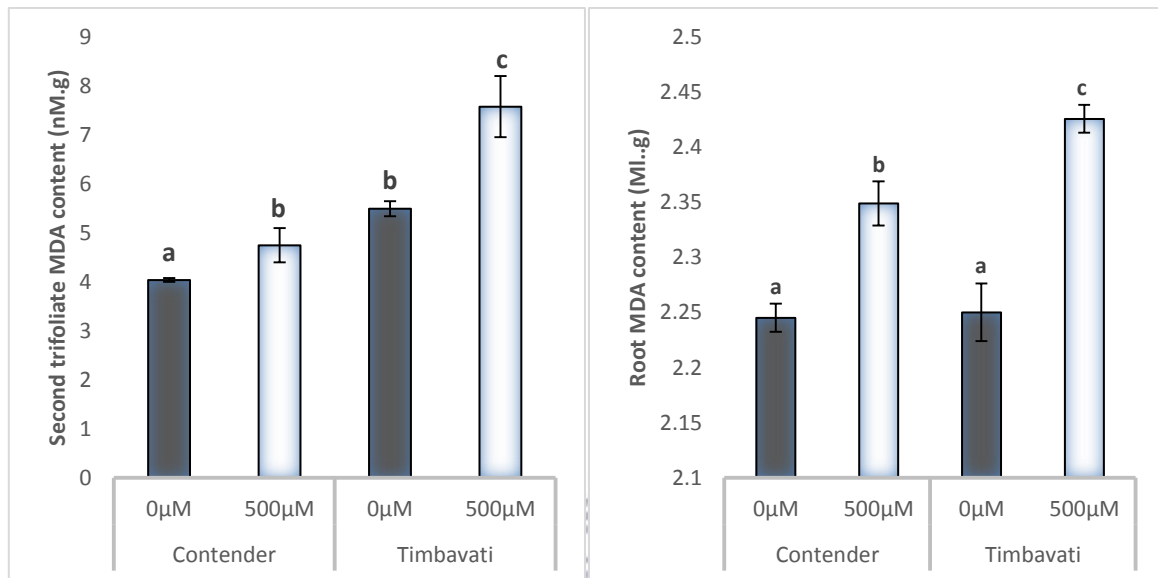 Second trifoliate MDA content (nM.g)
9
8
7
6
5
4
3
2
1
0
a
b
b
c
0µM 500µM 0µM 500µM
Contender Timbavati
Root MDA content (Ml..g)
2.5
2.45
2.4
2.35
2.3
2.25
2.2
2.15
2.1
a
b
a
c
0µM 500µM 0µM 500µM
Contender Timbavati